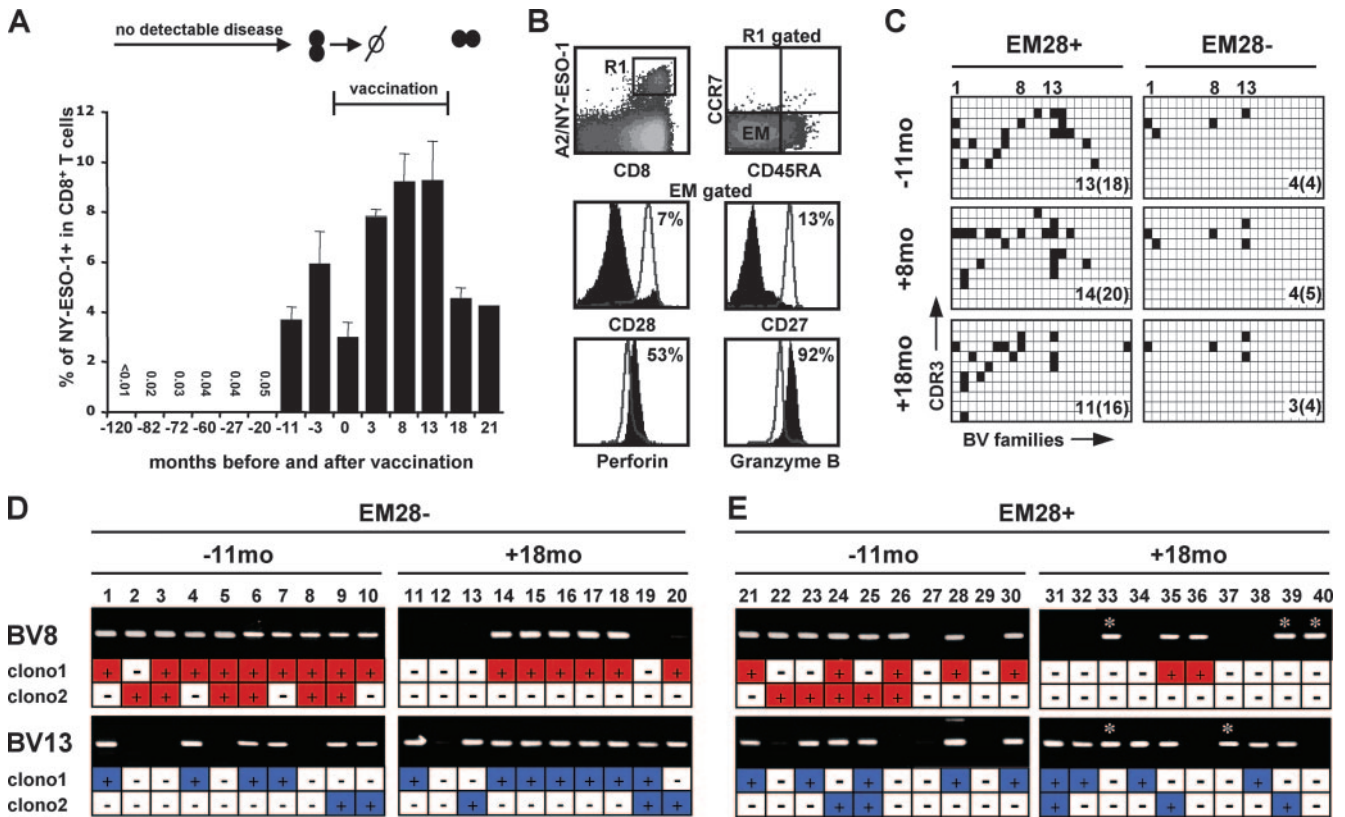 A
no detectable disease
vaccination
% of NY-ESO-1+ in CD8+ T cells
12
10
8
6
4
2
0
<0.01 0.02 0.03 0.04 0.04 0.05
-120 -82 -72 -60 -27 -20 -11 -3 0 3 8 13 18 21
months before and after vaccination
B
R1 gated
A2/NY-ESO-1
R1
CD8
CCR7
EM
CD45RA
EM gated
7%
13%
CD28
CD27
53%
92%
Perforin
Granzyme B
C
EM28+
EM28-
1 8 13
1 8 13
-11mo
13(18)
4(4)
+8mo
14(20)
4(5)
+18mo
11(16)
3(4)
CDR3
BV families
D
EM28-
-11mo
+18mo
1 2 3 4 5 6 7 8 9 10
11 12 13 14 15 16 17 18 19 20
BV8
clono1 + - + + + + + + + +
- - - + + + + + - +
clono2 - + + - + + - + + -
- - - - - - - - - -
BV13
clono1 + - - + - + + - - -
+ - + + + + + + + -
clono2 - - - - - - - - + +
- - + - - - - - + +
E
EM28+
-11mo
+18mo
21 22 23 24 25 26 27 28 29 30
31 32 33 34 35 36 37 38 39 40
* * *
+ - - + - + - + - +
- - - - + + - - - -
- + + + + + - - - -
- - - - - - - - - -
* *
+ - + - + - - + - +
+ + - + - - - + - -
- - - + + - - - - -
+ - - - + - - - + -